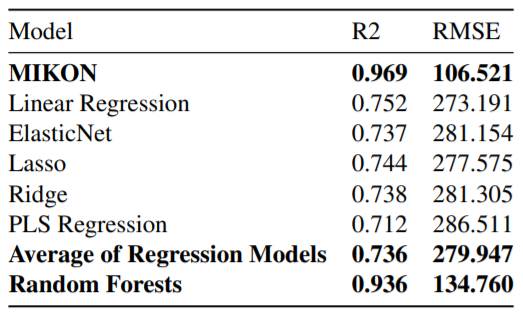 Model R2 RMSE
MIKON 0.969 106.521
Linear Regression 0.752 273.191
ElasticNet 0.737 281.154
Lasso 0.744 277.575
Ridge 0.738 281.305
PLS Regression 0.712 286.511
Average of Regression Models 0.736 279.947
Random Forests 0.936 134.760